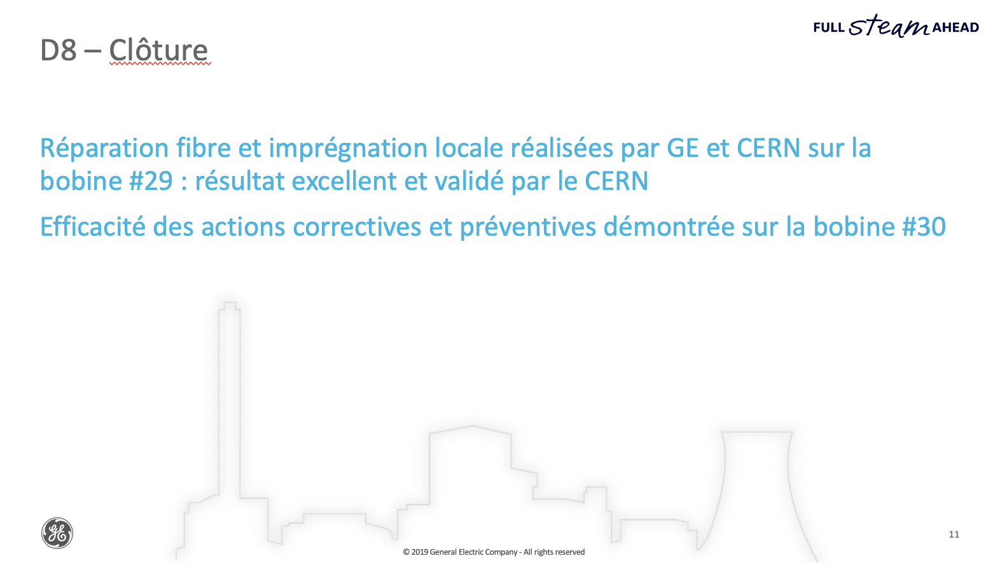 FULL steam AHEAD
D8 – Clôture
Réparation fibre et imprégnation locale réalisées par GE et CERN sur la
bobine #29 : résultat excellent et validé par le CERN
Efficacité des actions correctives et préventives démontrée sur la bobine #30
GE
11
© 2019 General Electric Company - All rights reserved